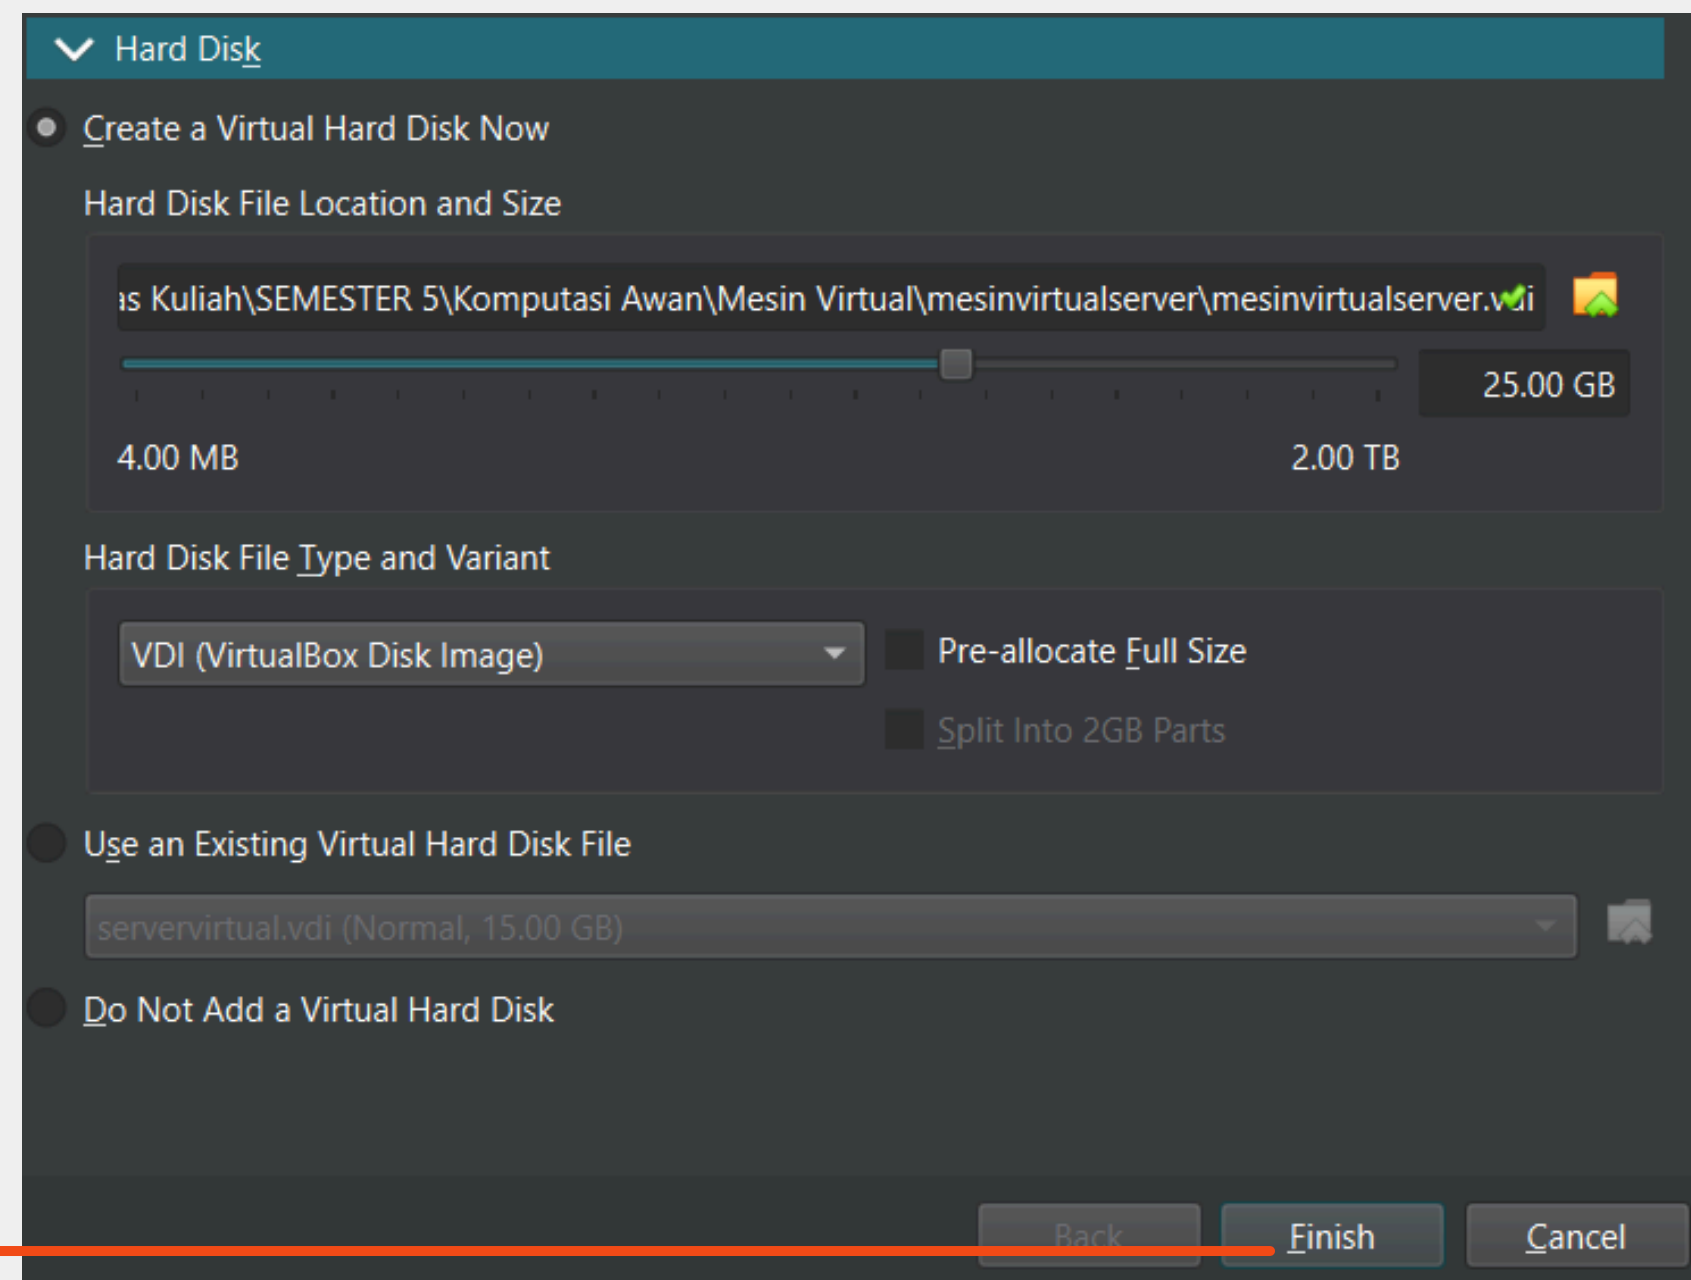 Hard Disk
Create a Virtual Hard Disk Now
Hard Disk File Location and Size
as Kuliah\SEMESTER 5\Komputasi Awan\Mesin Virtual\mesinvirtualserver\mesinvirtualserver.vdi
25.00 GB
4.00 MB 2.00 TB
Hard Disk File Type and Variant
VDI (VirtualBox Disk Image) Pre-allocate Full Size
Split Into 2GB Parts
Use an Existing Virtual Hard Disk File
servervirtual.vdi (Normal, 15.00 GB)
Do Not Add a Virtual Hard Disk
Back Finish Cancel